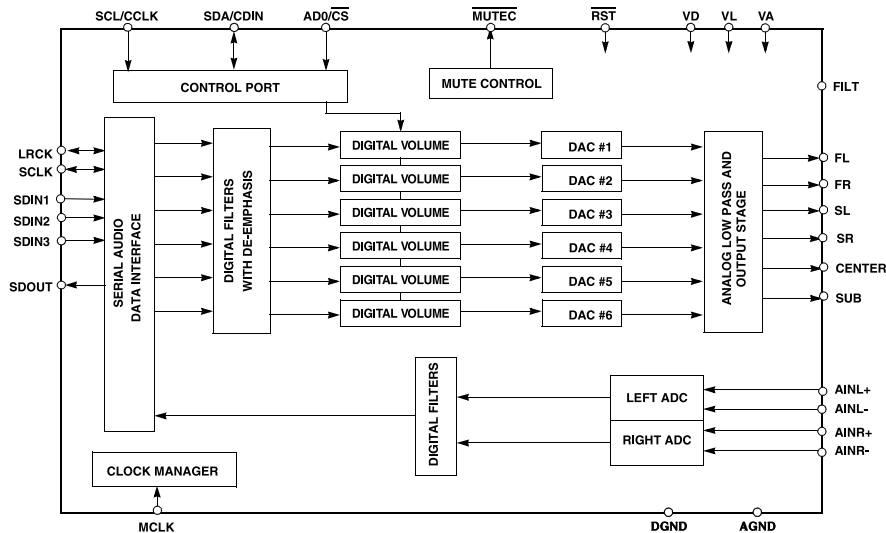 SCL/CCLK
SDA/CDIN
AD0/C̅S̅
M̅U̅T̅E̅C̅
R̅S̅T̅
VD
VL
VA
CONTROL PORT
MUTE CONTROL
FILT
LRCK
SCLK
SDIN1
SDIN2
SDIN3
SDOUT
SERIAL AUDIO
DATA INTERFACE
DIGITAL FILTERS
WITH DE-EMPHASIS
DIGITAL VOLUME
DIGITAL VOLUME
DIGITAL VOLUME
DIGITAL VOLUME
DIGITAL VOLUME
DIGITAL VOLUME
DAC #1
DAC #2
DAC #3
DAC #4
DAC #5
DAC #6
ANALOG LOW PASS AND
OUTPUT STAGE
FL
FR
SL
SR
CENTER
SUB
DIGITAL FILTERS
LEFT ADC
RIGHT ADC
AINL+
AINL-
AINR+
AINR-
CLOCK MANAGER
MCLK
DGND
AGND